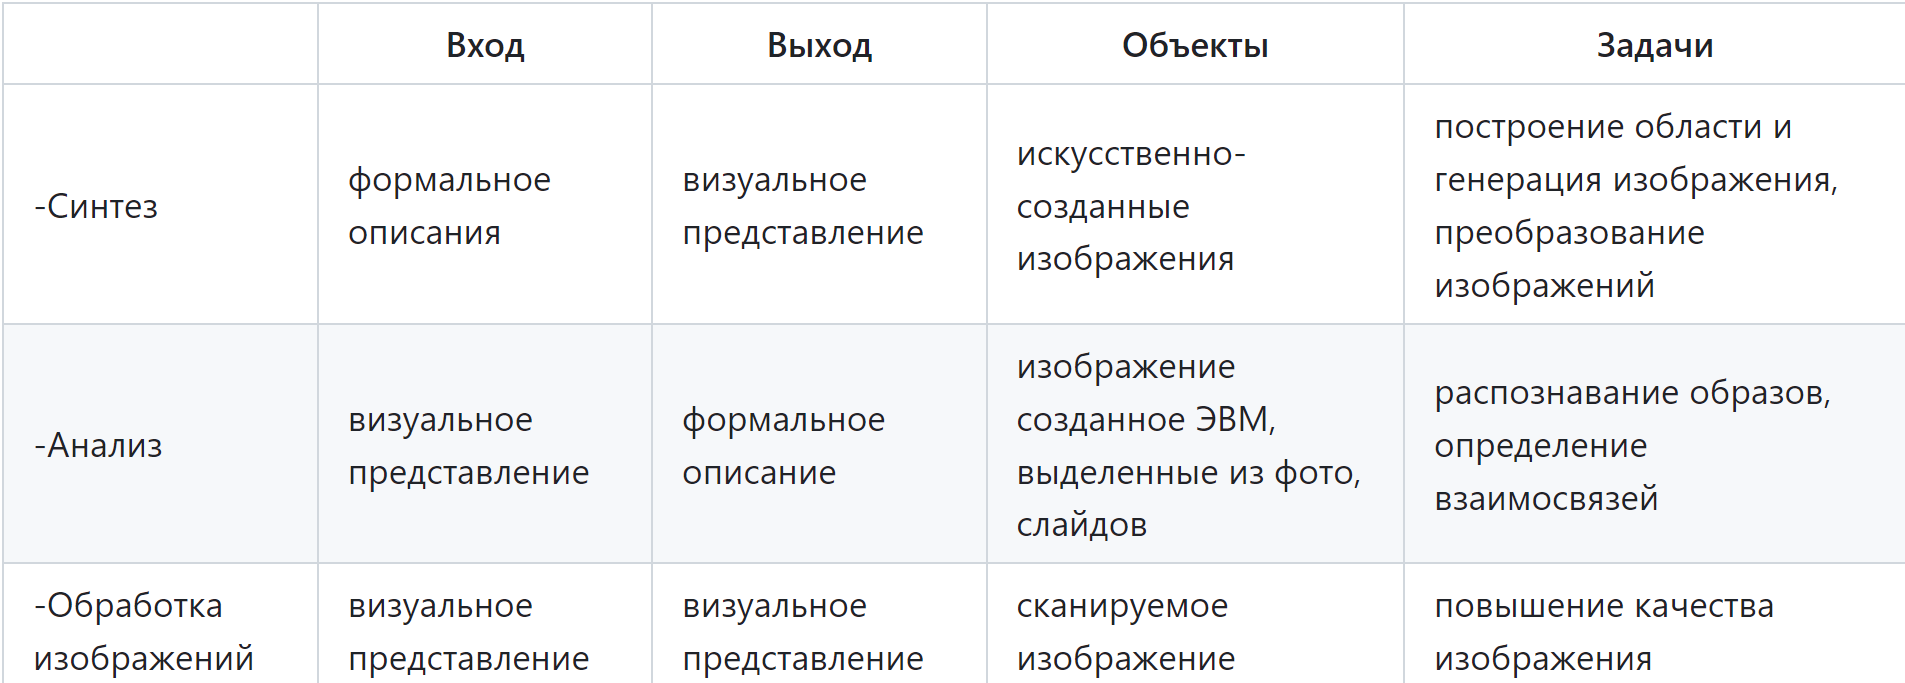 Вход Выход Объекты Задачи
-Синтез
формальное
описания
визуальное
представление
искусственно-
созданные
изображения
построение области и
генерация изображения,
преобразование
изображений
-Анализ
визуальное
представление
формальное
описание
изображение
созданное ЭВМ,
выделенные из фото,
слайдов
распознавание образов,
определение
взаимосвязей
-Обработка
изображений
визуальное
представление
визуальное
представление
сканируемое
изображение
повышение качества
изображения